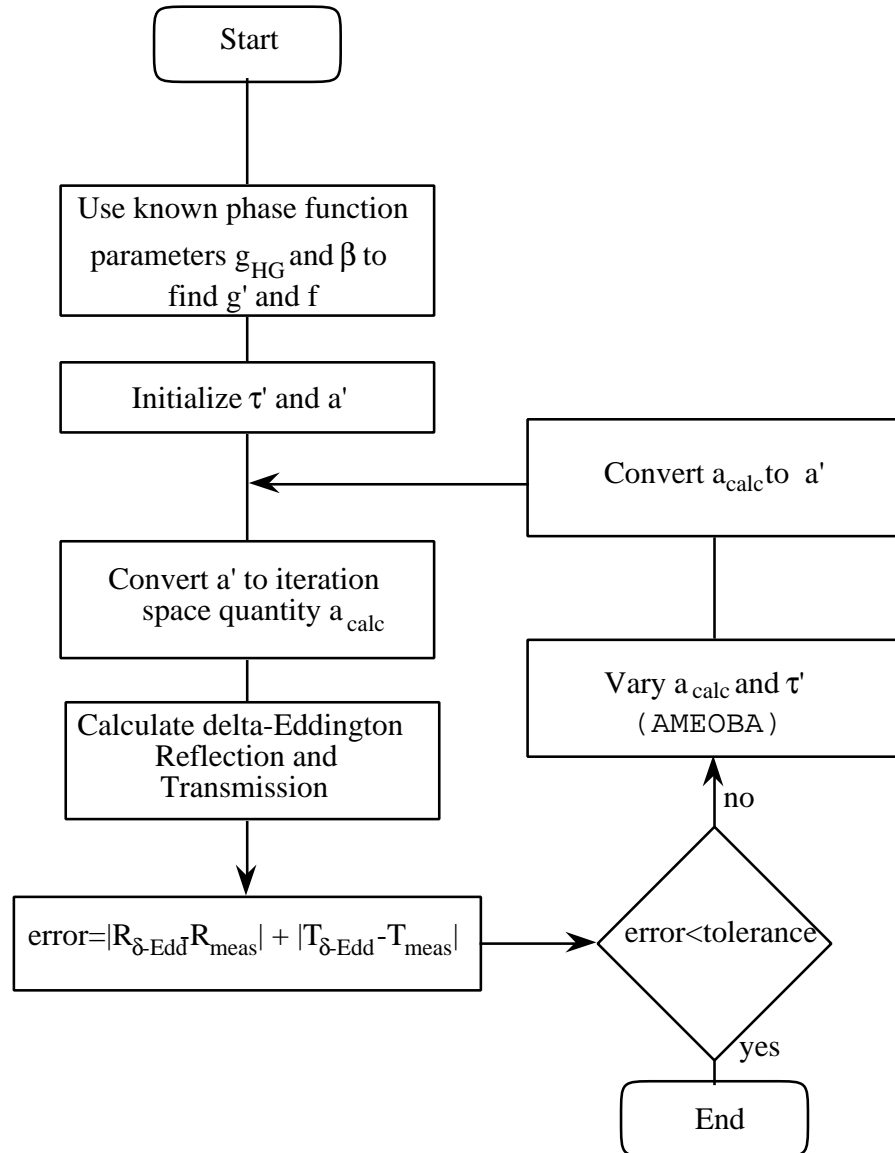 Start
Use known phase function
parameters g_HG and β to
find g' and f
Initialize τ' and a'
Convert a_calc to a'
Convert a' to iteration
space quantity a_calc
Vary a_calc and τ'
(AMEOBA)
Calculate delta-Eddington
Reflection and
Transmission
no
error=|R_δ-Edd-R_meas| + |T_δ-Edd-T_meas|
error<tolerance
yes
End